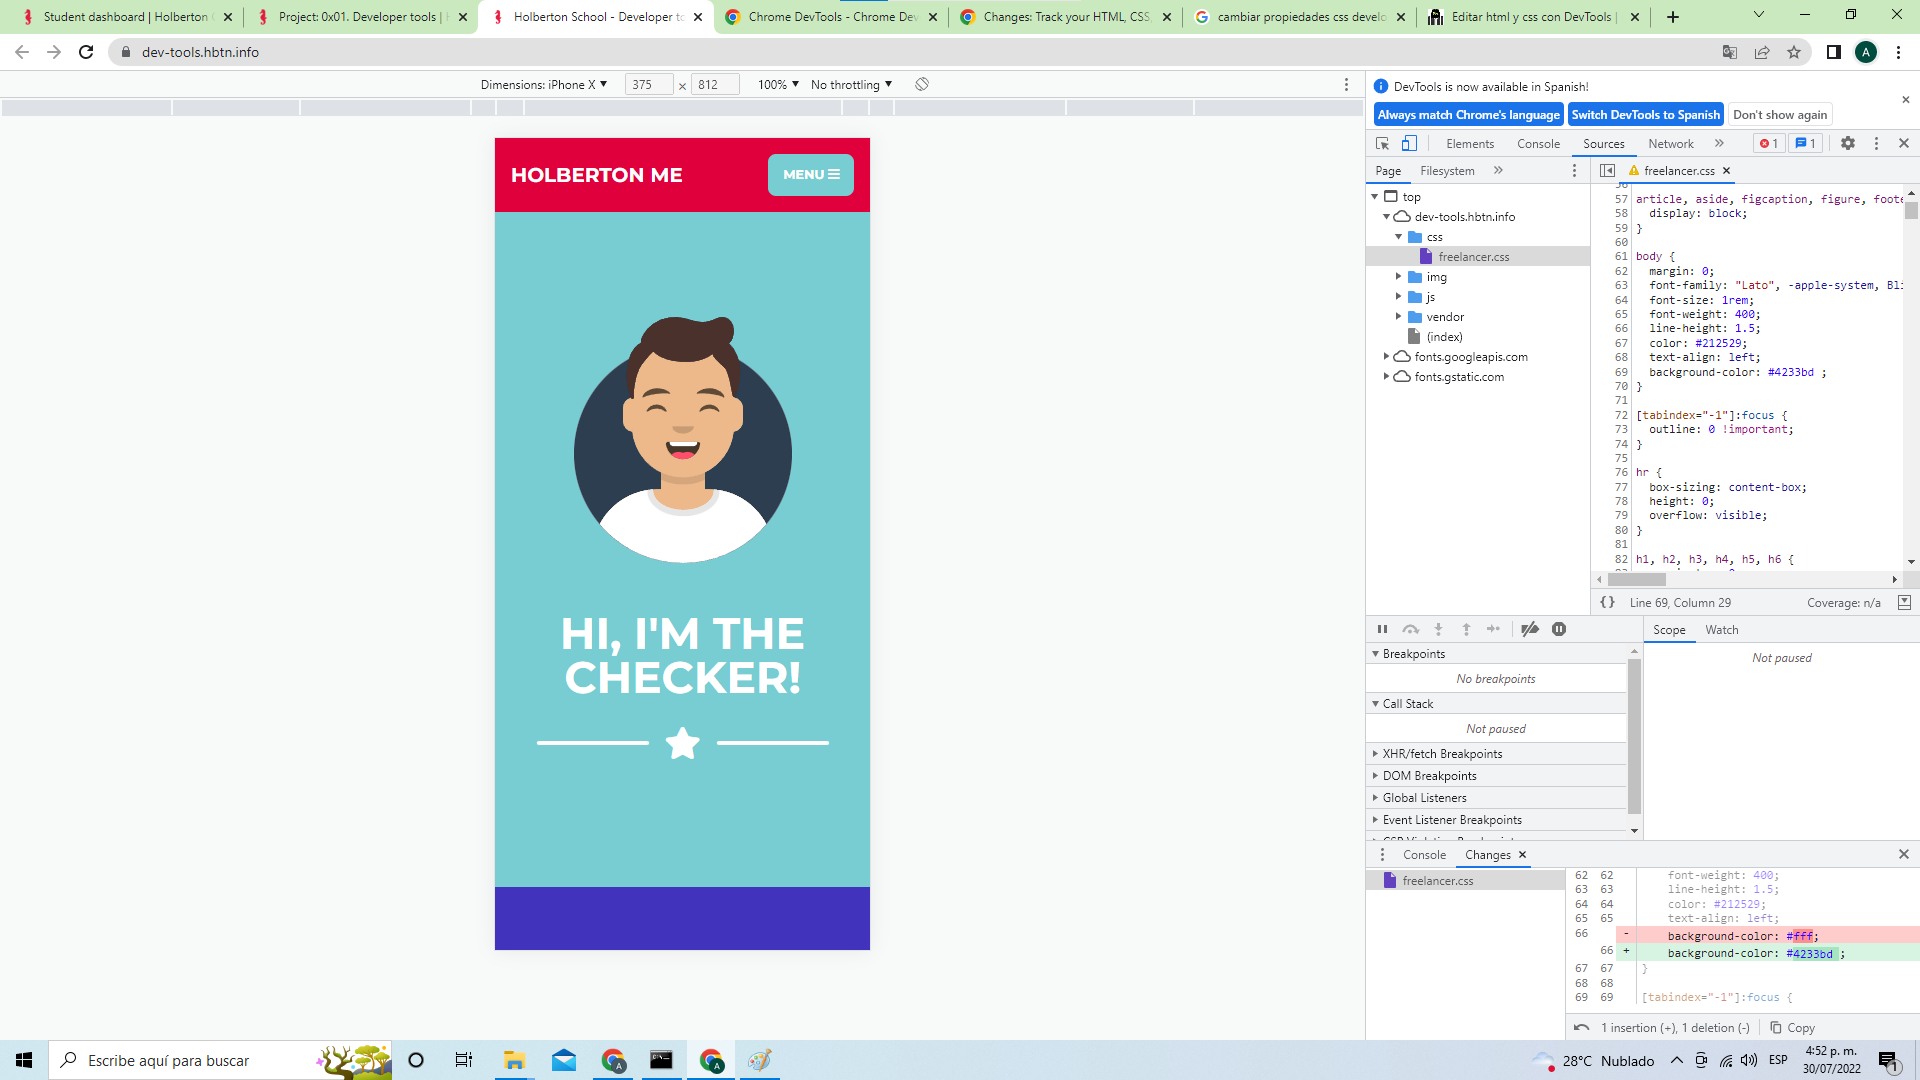 Student dashboard | Holberton
Project: 0x01. Developer tools |
Holberton School - Developer to
Chrome DevTools - Chrome Dev
Changes: Track your HTML, CSS,
cambiar propiedades css develo
Editar html y css con DevTools |
dev-tools.hbtn.info
A
Dimensions: iPhone X
375 x 812
100%
No throttling
DevTools is now available in Spanish!
Always match Chrome's language
Switch DevTools to Spanish
Don't show again
Elements
Console
Sources
Network
1
1
Page
Filesystem
freelancer.css
top
dev-tools.hbtn.info
css
freelancer.css
img
js
vendor
(index)
fonts.googleapis.com
fonts.gstatic.com
57 article, aside, figcaption, figure, foote
58 display: block;
59 }
60
61 body {
62 margin: 0;
63 font-family: "Lato", -apple-system, Bli
64 font-size: 1rem;
65 font-weight: 400;
66 line-height: 1.5;
67 color: #212529;
68 text-align: left;
69 background-color: #4233bd ;
70 }
71
72 [tabindex="-1"]:focus {
73 outline: 0 !important;
74 }
75
76 hr {
77 box-sizing: content-box;
78 height: 0;
79 overflow: visible;
80 }
81
82 h1, h2, h3, h4, h5, h6 {
{} Line 69, Column 29
Coverage: n/a
HOLBERTON ME
MENU
HI, I'M THE
CHECKER!
Scope
Watch
Not paused
Breakpoints
No breakpoints
Call Stack
Not paused
XHR/fetch Breakpoints
DOM Breakpoints
Global Listeners
Event Listener Breakpoints
Console
Changes
freelancer.css
62 62 font-weight: 400;
63 63 line-height: 1.5;
64 64 color: #212529;
65 65 text-align: left;
66 - background-color: #fff;
66 + background-color: #4233bd ;
67 67 }
68 68
69 69 [tabindex="-1"]:focus {
1 insertion (+), 1 deletion (-)
Copy
Escribe aquí para buscar
28°C Nublado
ESP
4:52 p. m.
30/07/2022
1